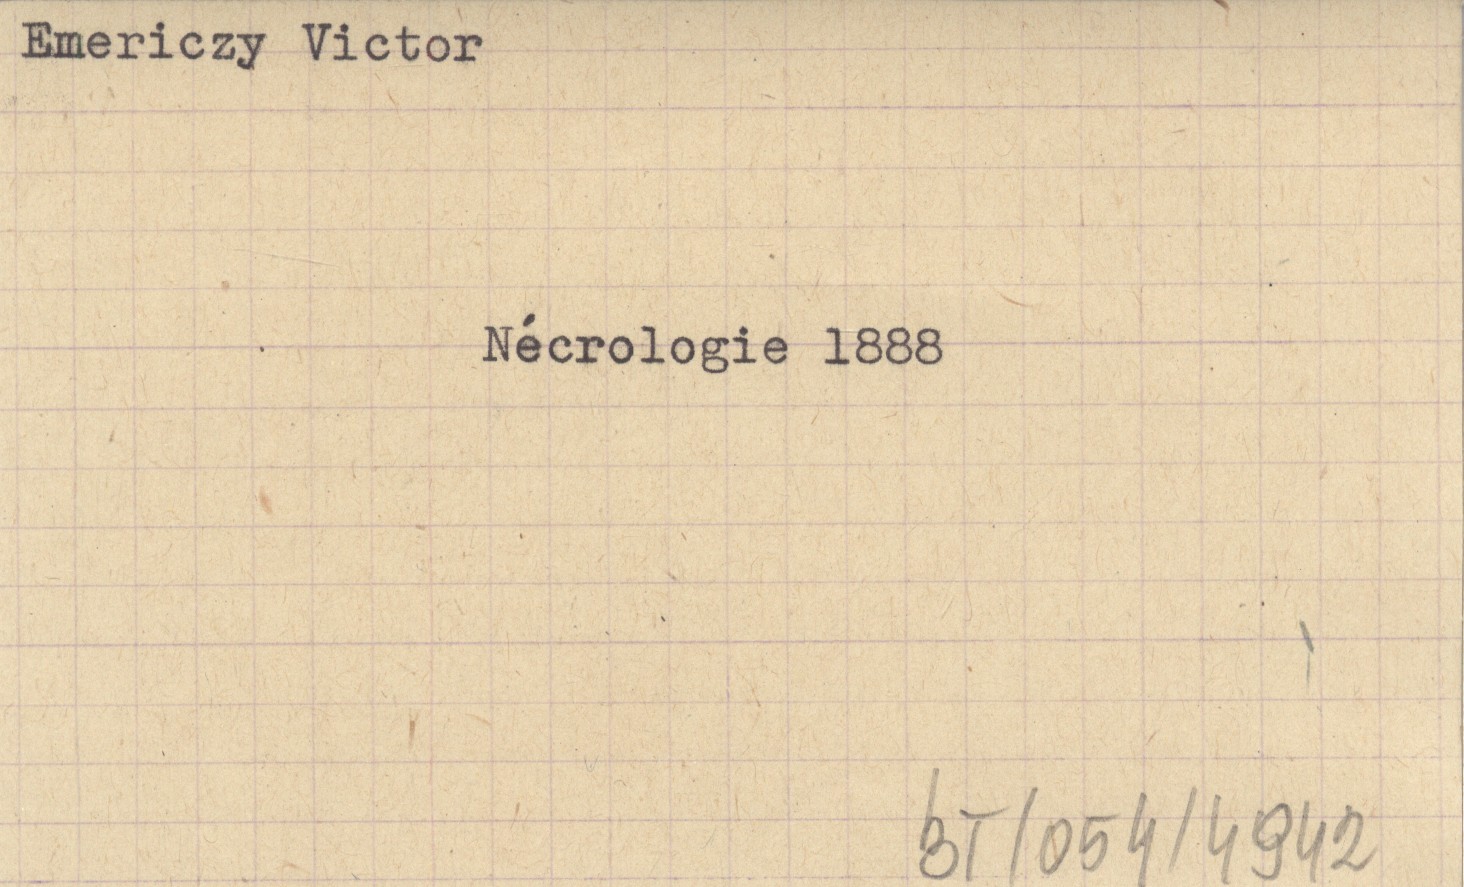 Emericzy Victor
Nécrologie 1888
BT/054/4942